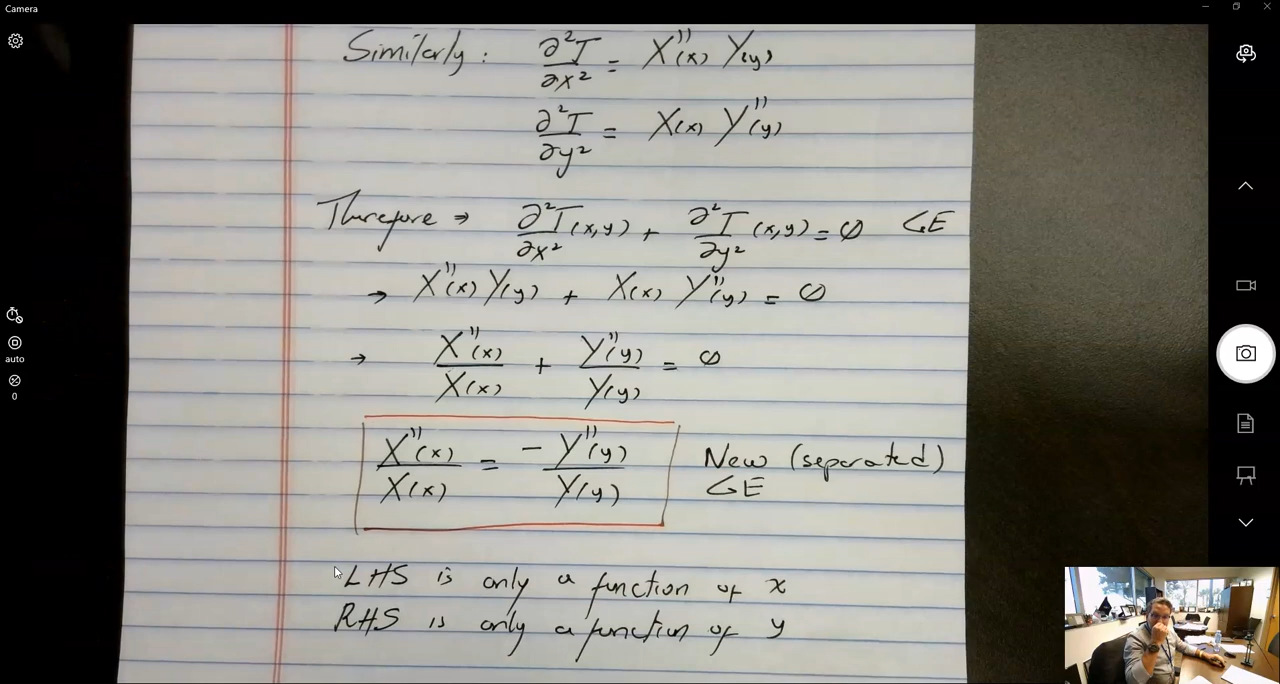 Camera
Similarly : ∂²T/∂x² = X''(x) Y(y)
∂²T/∂y² = X(x) Y''(y)
Therefore → ∂²T/∂x² (x,y) + ∂²T/∂y² (x,y) = 0 GE
→ X''(x) Y(y) + X(x) Y''(y) = 0
→ X''(x)/X(x) + Y''(y)/Y(y) = 0
X''(x)/X(x) = -Y''(y)/Y(y) New (separated)
GE
LHS is only a function of x
RHS is only a function of y
auto
0